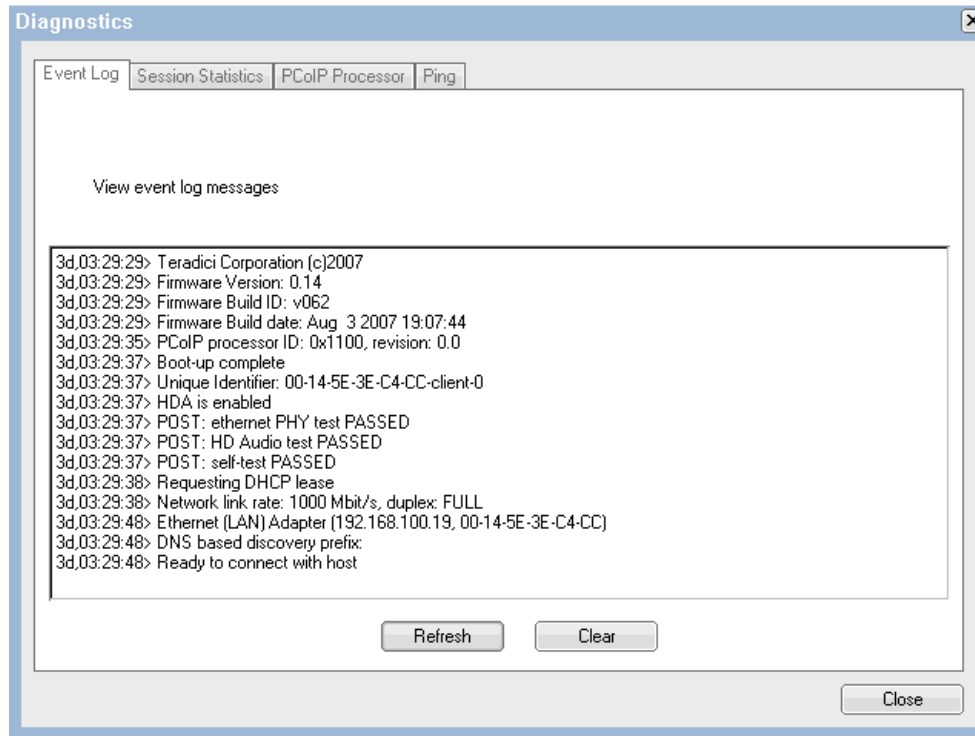 Diagnostics
Event Log Session Statistics PCoIP Processor Ping
View event log messages
3d,03:29:29> Teradici Corporation (c)2007
3d,03:29:29> Firmware Version: 0.14
3d,03:29:29> Firmware Build ID: v062
3d,03:29:29> Firmware Build date: Aug  3 2007 19:07:44
3d,03:29:35> PCoIP processor ID: 0x1100, revision: 0.0
3d,03:29:37> Boot-up complete
3d,03:29:37> Unique Identifier: 00-14-5E-3E-C4-CC-client-0
3d,03:29:37> HDA is enabled
3d,03:29:37> POST: ethernet PHY test PASSED
3d,03:29:37> POST: HD Audio test PASSED
3d,03:29:37> POST: self-test PASSED
3d,03:29:38> Requesting DHCP lease
3d,03:29:38> Network link rate: 1000 Mbit/s, duplex: FULL
3d,03:29:48> Ethernet (LAN) Adapter (192.168.100.19, 00-14-5E-3E-C4-CC)
3d,03:29:48> DNS based discovery prefix:
3d,03:29:48> Ready to connect with host
Refresh Clear
Close